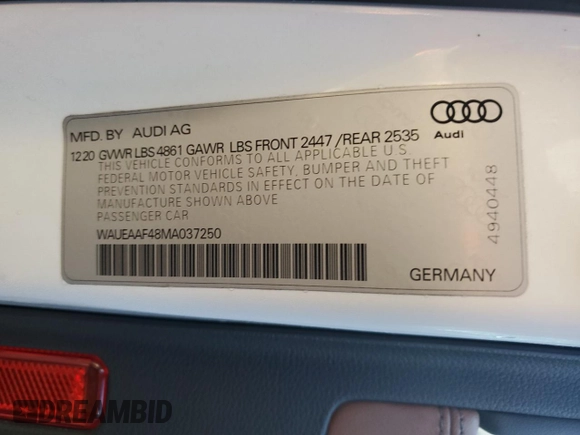 MFD. BY AUDI AG
Audi
12 20 GVWR LBS 4861 GAWR LBS FRONT 2447 / REAR 2535
THIS VEHICLE CONFORMS TO ALL APPLICABLE U S
FEDERAL MOTOR VEHICLE SAFETY, BUMPER AND THEFT
PREVENTION STANDARDS IN EFFECT ON THE DATE OF
MANUFACTURE SHOWN ABOVE
PASSENGER CAR
WAUEAAF48MA037250
4940448
GERMANY
DREAMBID